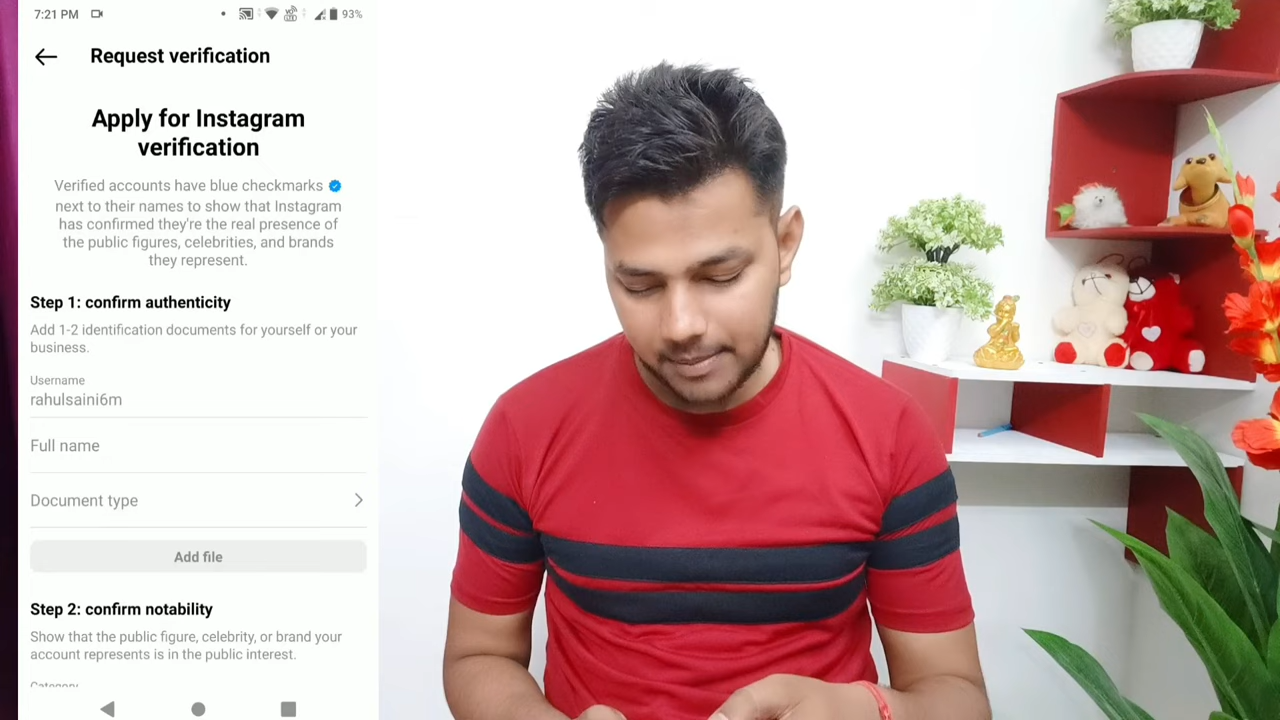 7:21 PM
93%
Request verification
Apply for Instagram
verification
Verified accounts have blue checkmarks
next to their names to show that Instagram
has confirmed they're the real presence of
the public figures, celebrities, and brands
they represent.
Step 1: confirm authenticity
Add 1-2 identification documents for yourself or your
business.
Username
rahulsaini6m
Full name
Document type
Add file
Step 2: confirm notability
Show that the public figure, celebrity, or brand your
account represents is in the public interest.
Category